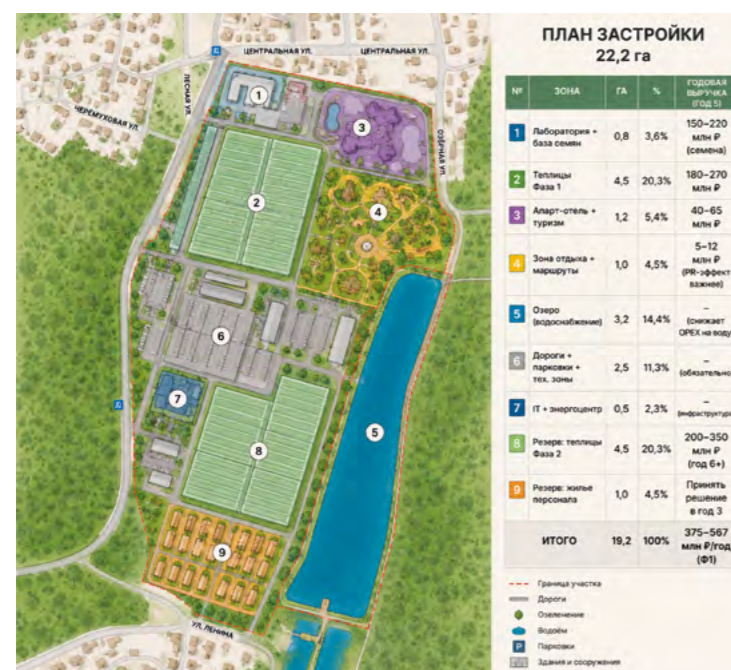 ПЛАН ЗАСТРОЙКИ
22,2 га
№ ЗОНА ГА % ГОДОВАЯ ВЫРУЧКА (ГОД 5)
1 Лаборатория + база семян 0,8 3,6% 150–220 млн ₽ (семена)
2 Теплицы Фаза 1 4,5 20,3% 180–270 млн ₽
3 Апарт-отель + туризм 1,2 5,4% 40–65 млн ₽
4 Зона отдыха + маршруты 1,0 4,5% 5–12 млн ₽ (PR-эффект важнее)
5 Озеро (водоснабжение) 3,2 14,4% – (снижает OPEX на воду
6 Дороги + парковки + тех. зоны 2,5 11,3% – (обязательно
7 IT + энергоцентр 0,5 2,3% – (инфраструктура
8 Резерв: теплицы Фаза 2 4,5 20,3% 200–350 млн ₽ (год 6+)
9 Резерв: жилье персонала 1,0 4,5% Принять решение в год 3
ИТОГО 19,2 100% 375–567 млн ₽/год (Ф1)
Граница участка
Дороги
Озеленение
Водоём
P Парковки
Здания и сооружения
ЦЕНТРАЛЬНАЯ УЛ.
ЦЕНТРАЛЬНАЯ УЛ.
ЛЕСНАЯ УЛ.
ЧЕРЁМУХОВАЯ УЛ.
ОЗЁРНАЯ УЛ.
УЛ. ЛЕНИНА
1
3
2
4
6
7
8
5
9